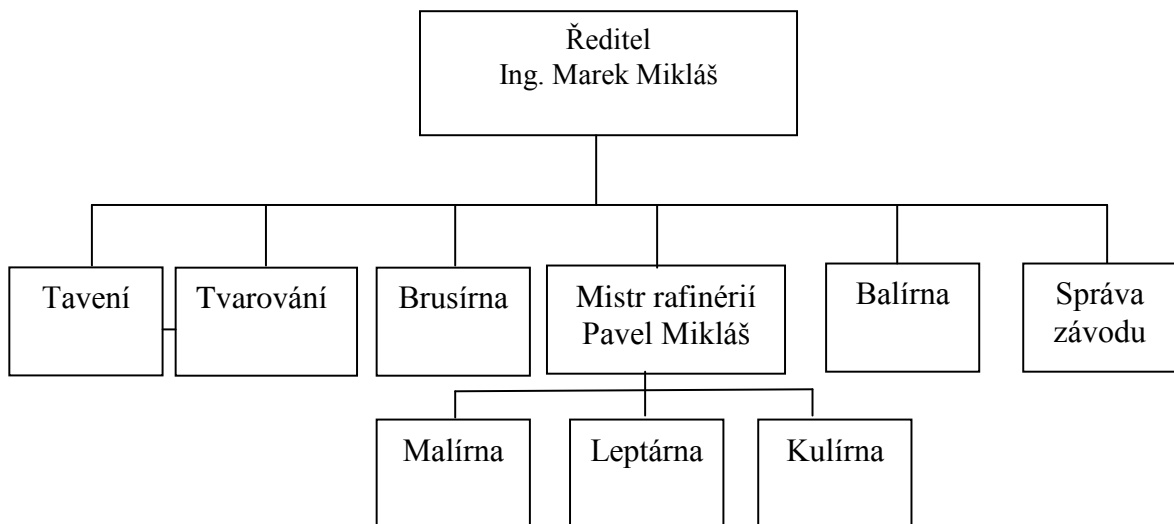 Ředitel
Ing. Marek Mikláš
Tavení
Tvarování
Brusírna
Mistr rafinérií
Pavel Mikláš
Balírna
Správa
závodu
Malírna
Leptárna
Kulírna